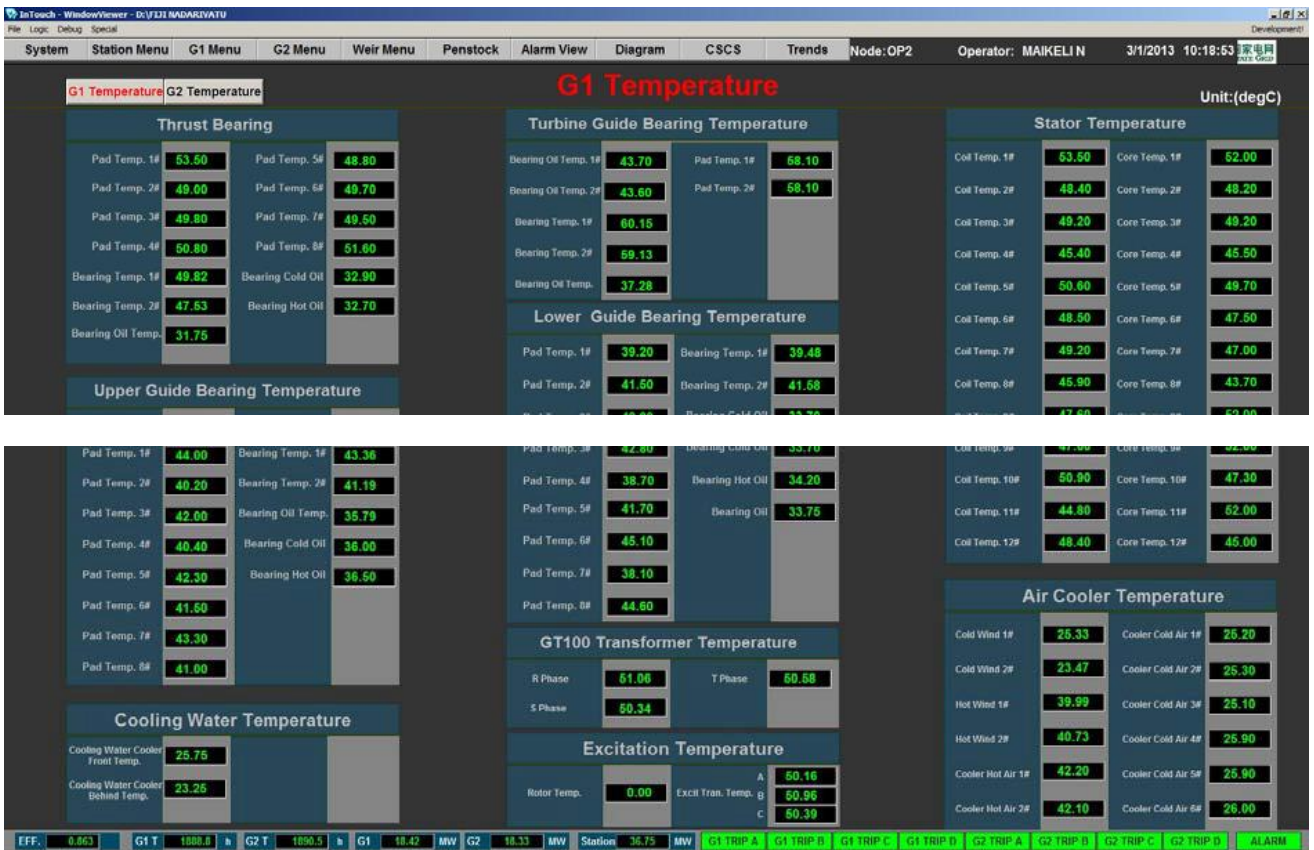 InTouch - WindowViewer - D:\FIJI NADARIVATU
File Logic Debug Special Development!
System Station Menu G1 Menu G2 Menu Weir Menu Penstock Alarm View Diagram CSCS Trends Node:OP2 Operator: MAIKELI N 3/1/2013 10:18:53 家电网
G1 Temperature G2 Temperature
G1 Temperature
Unit:(degC)
Thrust Bearing
Pad Temp. 1# 53.50 Pad Temp. 5# 48.80
Pad Temp. 2# 49.00 Pad Temp. 6# 49.70
Pad Temp. 3# 49.80 Pad Temp. 7# 49.50
Pad Temp. 4# 50.80 Pad Temp. 8# 51.60
Bearing Temp. 1# 49.82 Bearing Cold Oil 32.90
Bearing Temp. 2# 47.53 Bearing Hot Oil 32.70
Bearing Oil Temp. 31.75
Upper Guide Bearing Temperature
Turbine Guide Bearing Temperature
Bearing Oil Temp. 1# 43.70 Pad Temp. 1# 58.10
Bearing Oil Temp. 2# 43.60 Pad Temp. 2# 58.10
Bearing Temp. 1# 60.15
Bearing Temp. 2# 59.13
Bearing Oil Temp. 37.28
Lower Guide Bearing Temperature
Pad Temp. 1# 39.20 Bearing Temp. 1# 39.48
Pad Temp. 2# 41.50 Bearing Temp. 2# 41.58
Stator Temperature
Coil Temp. 1# 53.50 Core Temp. 1# 52.00
Coil Temp. 2# 48.40 Core Temp. 2# 48.20
Coil Temp. 3# 49.20 Core Temp. 3# 49.20
Coil Temp. 4# 45.40 Core Temp. 4# 45.50
Coil Temp. 5# 50.60 Core Temp. 5# 49.70
Coil Temp. 6# 48.50 Core Temp. 6# 47.50
Coil Temp. 7# 49.20 Core Temp. 7# 47.00
Coil Temp. 8# 45.90 Core Temp. 8# 43.70
Pad Temp. 1# 44.00 Bearing Temp. 1# 43.36
Pad Temp. 2# 40.20 Bearing Temp. 2# 41.19
Pad Temp. 3# 42.00 Bearing Oil Temp. 35.79
Pad Temp. 4# 40.40 Bearing Cold Oil 36.00
Pad Temp. 5# 42.30 Bearing Hot Oil 36.50
Pad Temp. 6# 41.50
Pad Temp. 7# 43.30
Pad Temp. 8# 41.00
Cooling Water Temperature
Cooling Water Cooler Front Temp. 25.75
Cooling Water Cooler Behind Temp. 23.25
Pad Temp. 3# 42.80 Bearing Cold Oil 33.70
Pad Temp. 4# 38.70 Bearing Hot Oil 34.20
Pad Temp. 5# 41.70 Bearing Oil 33.75
Pad Temp. 6# 45.10
Pad Temp. 7# 38.10
Pad Temp. 8# 44.60
GT100 Transformer Temperature
R Phase 51.06 T Phase 50.58
S Phase 50.34
Excitation Temperature
Rotor Temp. 0.00 Excit Tran. Temp. A 50.16
B 50.96
C 50.39
Coil Temp. 9# 47.60 Core Temp. 9# 52.00
Coil Temp. 10# 50.90 Core Temp. 10# 47.30
Coil Temp. 11# 44.80 Core Temp. 11# 52.00
Coil Temp. 12# 48.40 Core Temp. 12# 45.00
Air Cooler Temperature
Cold Wind 1# 25.33 Cooler Cold Air 1# 25.20
Cold Wind 2# 23.47 Cooler Cold Air 2# 25.30
Hot Wind 1# 39.99 Cooler Cold Air 3# 25.10
Hot Wind 2# 40.73 Cooler Cold Air 4# 25.90
Cooler Hot Air 1# 42.20 Cooler Cold Air 5# 25.90
Cooler Hot Air 2# 42.10 Cooler Cold Air 6# 26.00
EFF. 0.863 G1 T 1888.8 h G2 T 1890.5 h G1 18.42 MW G2 18.33 MW Station 36.75 MW G1 TRIP A G1 TRIP B G1 TRIP C G1 TRIP D G2 TRIP A G2 TRIP B G2 TRIP C G2 TRIP D ALARM